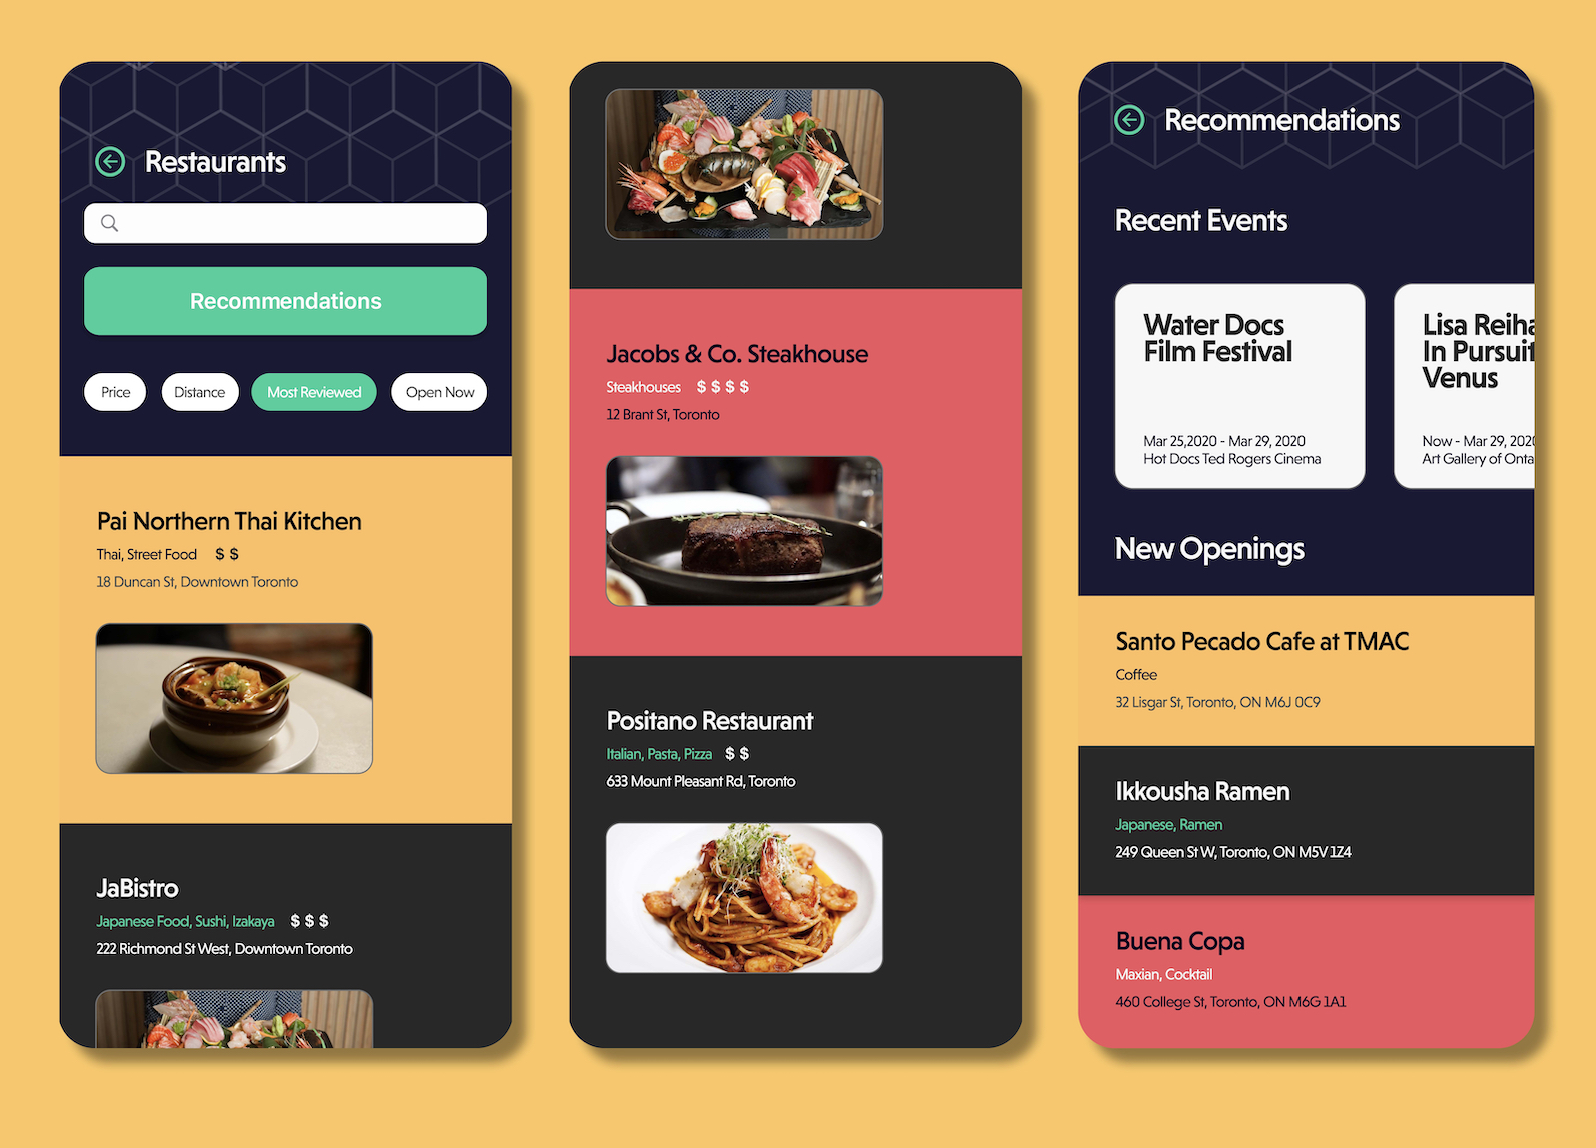 Restaurants
Recommendations
Price
Distance
Most Reviewed
Open Now
Pai Northern Thai Kitchen
Thai, Street Food $ $
18 Duncan St, Downtown Toronto
JaBistro
Japanese Food, Sushi, Izakaya $ $ $
222 Richmond St West, Downtown Toronto
Jacobs & Co. Steakhouse
Steakhouses $ $ $ $
12 Brant St, Toronto
Positano Restaurant
Italian, Pasta, Pizza $ $
633 Mount Pleasant Rd, Toronto
Recommendations
Recent Events
Water Docs
Film Festival
Mar 25,2020 - Mar 29, 2020
Hot Docs Ted Rogers Cinema
Lisa Reiha
In Pursuit
Venus
Now - Mar 29, 2020
Art Gallery of Onta
New Openings
Santo Pecado Cafe at TMAC
Coffee
32 Lisgar St, Toronto, ON M6J 0C9
Ikkousha Ramen
Japanese, Ramen
249 Queen St W, Toronto, ON M5V 1Z4
Buena Copa
Maxian, Cocktail
460 College St, Toronto, ON M6G 1A1